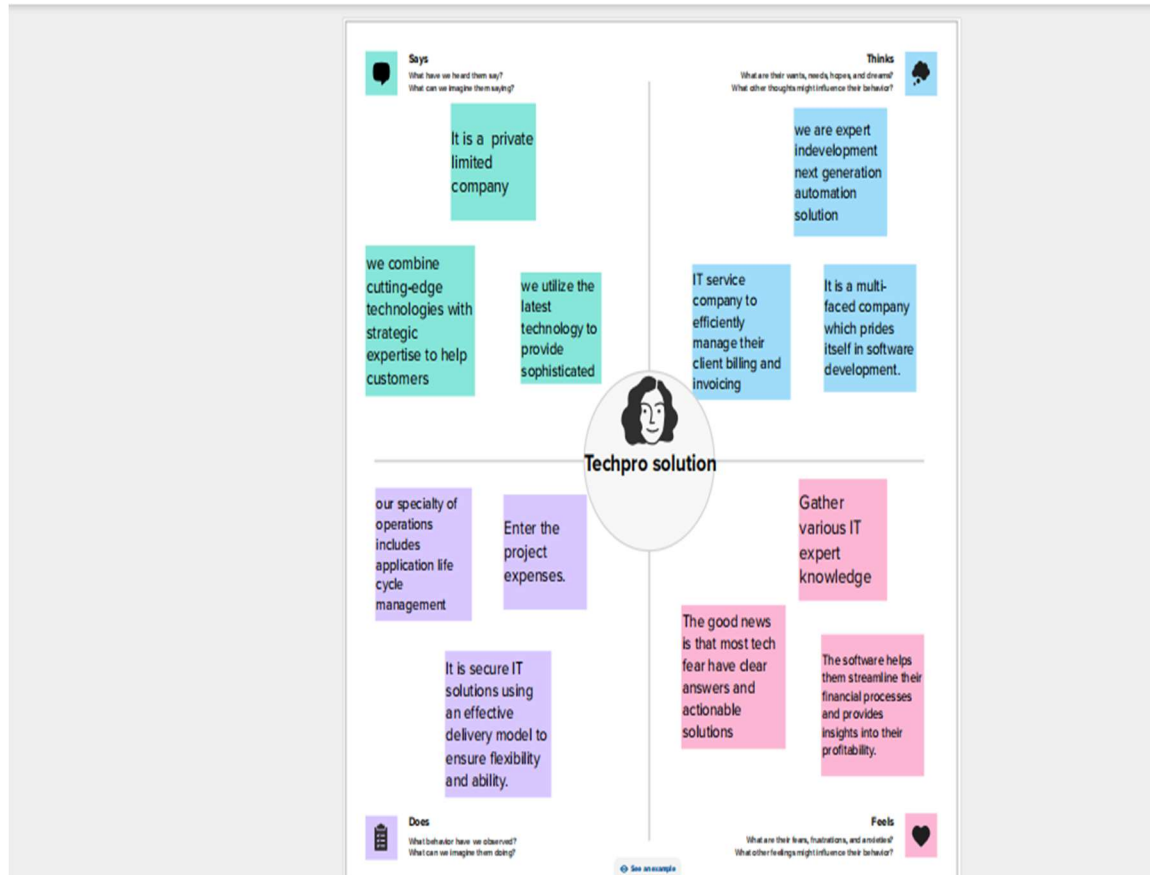 Says
What have we heard them say?
What can we imagine them saying?
It is a private
limited
company
we combine
cutting-edge
technologies with
strategic
expertise to help
customers
we utilize the
latest
technology to
provide
sophisticated
Thinks
What are their wants, needs, hopes, and dreams?
What other thoughts might influence their behavior?
we are expert
indevelopment
next generation
automation
solution
IT service
company to
efficiently
manage their
client billing and
invoicing
It is a multi-
faced company
which prides
itself in software
development.
Techpro solution
our specialty of
operations
includes
application life
cycle
management
Enter the
project
expenses.
It is secure IT
solutions using
an effective
delivery model to
ensure flexibility
and ability.
Does
What behavior have we observed?
What can we imagine them doing?
Gather
various IT
expert
knowledge
The good news
is that most tech
fear have clear
answers and
actionable
solutions
The software helps
them streamline their
financial processes
and provides
insights into their
profitability.
Feels
What are their fears, frustrations, and anxieties?
What other feelings might influence their behavior?
See an example